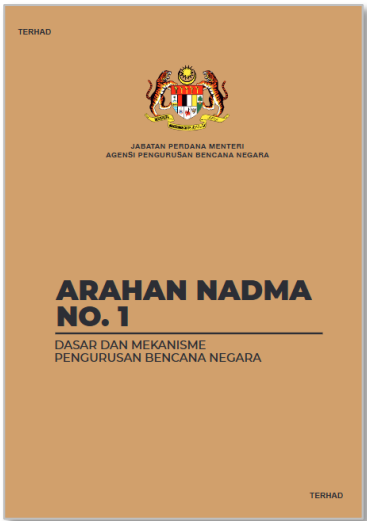 TERHAD
JABATAN PERDANA MENTERI
AGENSI PENGURUSAN BENCANA NEGARA
ARAHAN NADMA
NO. 1
DASAR DAN MEKANISME
PENGURUSAN BENCANA NEGARA
TERHAD